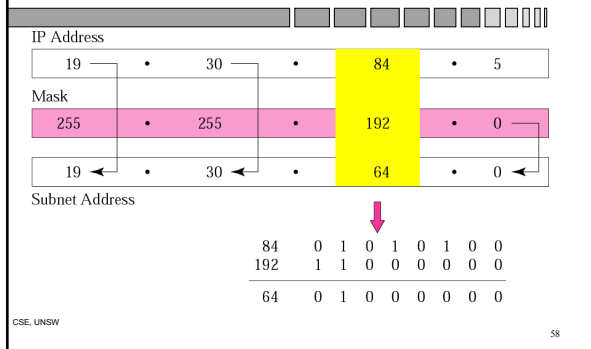 IP Address
19 • 30 • 84 • 5
Mask
255 • 255 • 192 • 0
19 • 30 • 64 • 0
Subnet Address
84 0 1 0 1 0 1 0 0
192 1 1 0 0 0 0 0 0
64 0 1 0 0 0 0 0 0
CSE, UNSW
58